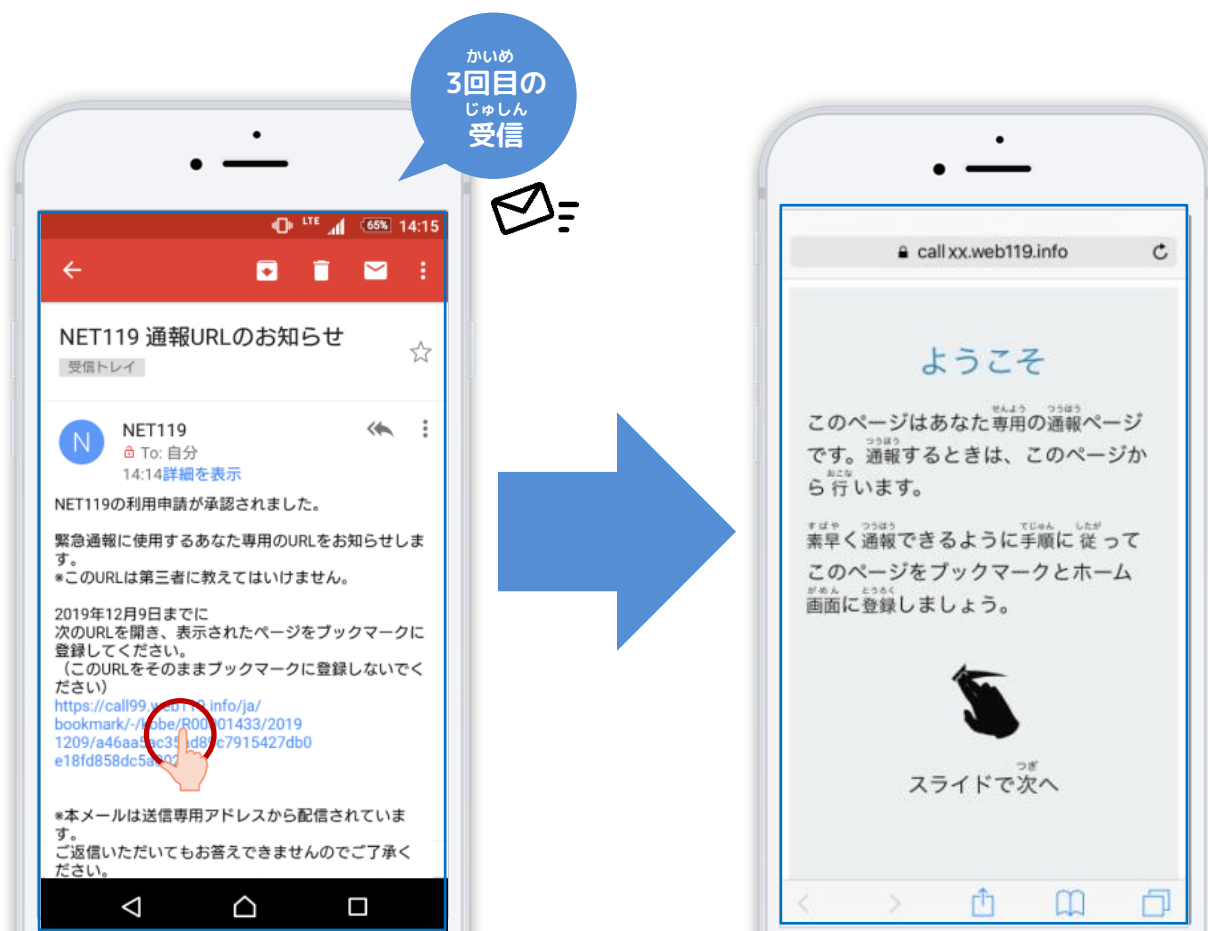 かいめ
3回目の
じゅしん
受信
LTE 65% 14:15
NET119 通報URLのお知らせ
受信トレイ
N
NET119
To: 自分
14:14詳細を表示
NET119の利用申請が承認されました。
緊急通報に使用するあなた専用のURLをお知らせしま
す。
*このURLは第三者に教えてはいけません。
2019年12月9日までに
次のURLを開き、表示されたページをブックマークに
登録してください。
（このURLをそのままブックマークに登録しないでく
ださい）
https://call99.web119.info/ja/
bookmark/-/kobe/R00001433/2019
*本メールは送信専用アドレスから配信されていま
す。
ご返信いただいてもお答えできませんのでご了承く
ださい。
call xx.web119.info
ようこそ
せんよう つうほう
このページはあなた専用の通報ページ
つうほう
です。通報するときは、このページか
おこな
ら行います。
すばや つうほう てじゅん したが
素早く通報できるように手順に従って
このページをブックマークとホーム
がめん とうろく
画面に登録しましょう。
つぎ
スライドで次へ